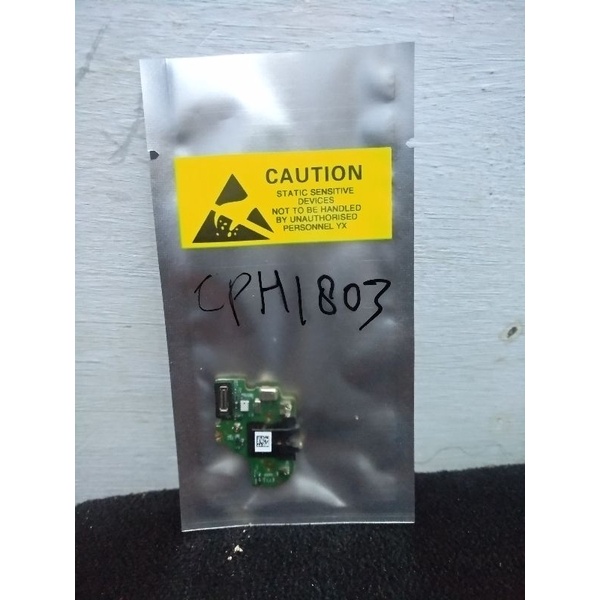 CAUTION
STATIC SENSITIVE
DEVICES
NOT TO BE HANDLED
BY UNAUTHORISED
PERSONNEL YX
CPH1803